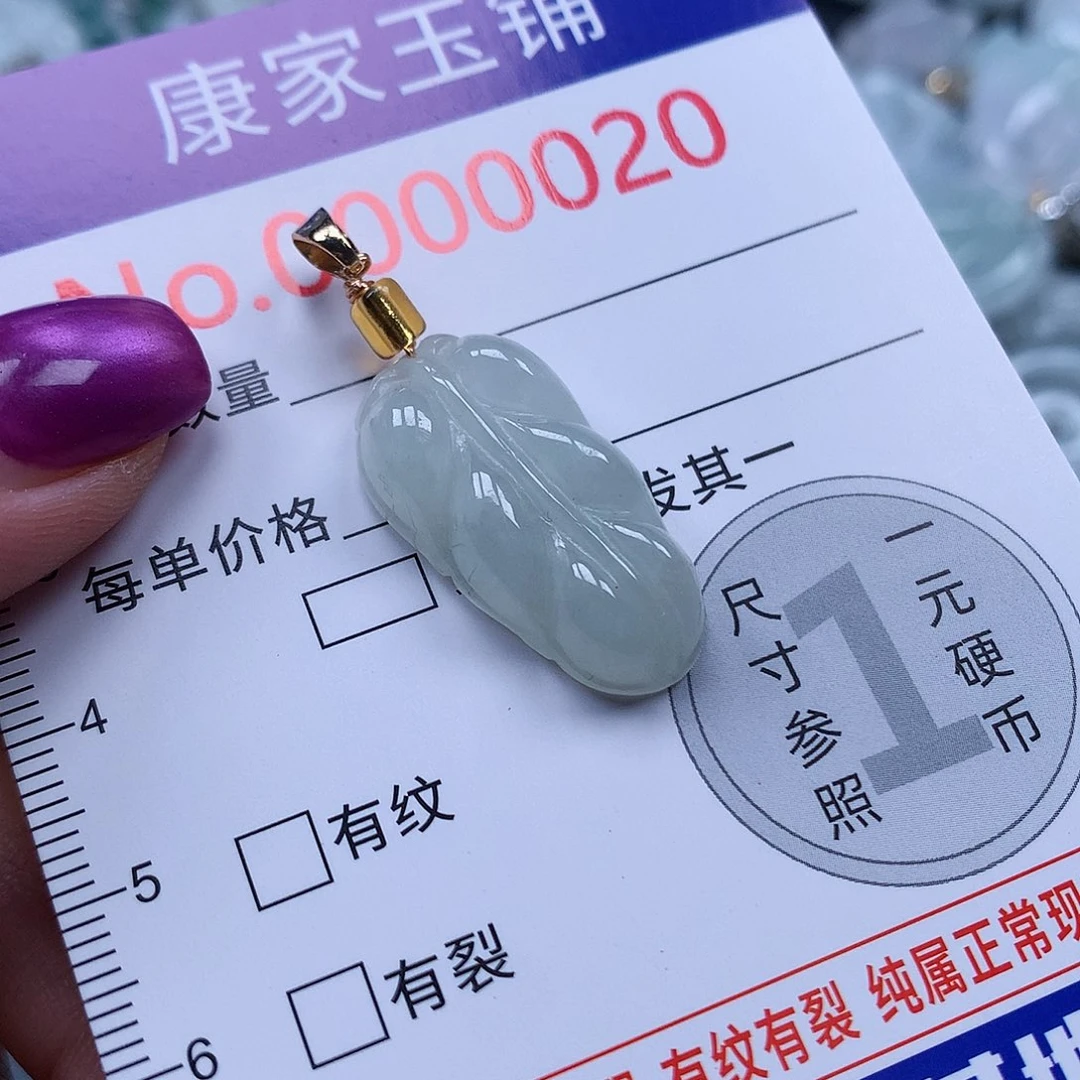 康家玉铺
No.0000020
数量
每单价格
发其一
4
有纹
5
有裂
6
1
尺寸参照
一元硬币
有纹有裂 纯属正常现